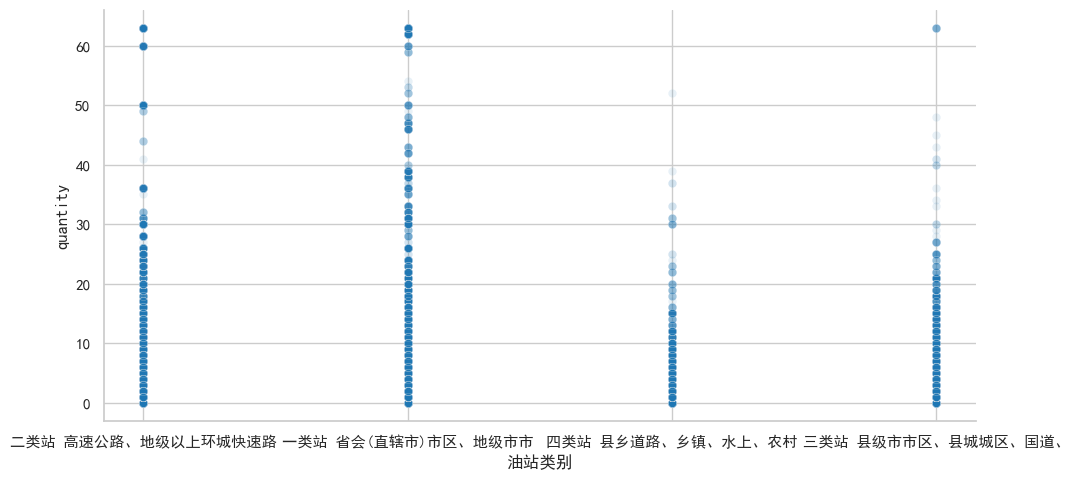 60
50
40
30
20
10
0
quantity
二类站 高速公路、地级以上环城快速路
一类站 省会(直辖市)市区、地级市市
四类站 县乡道路、乡镇、水上、农村
三类站 县级市市区、县城城区、国道、
油站类别